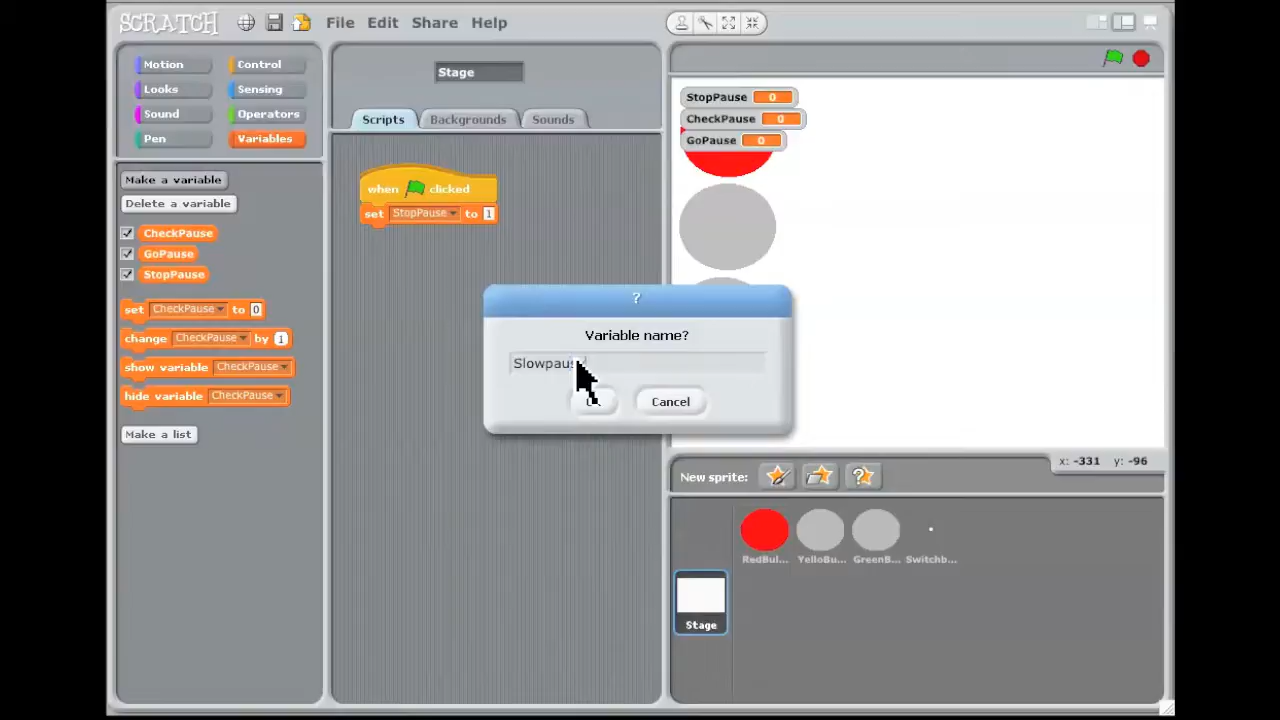 SCRATCH File Edit Share Help
Motion Control
Looks Sensing
Sound Operators
Pen Variables
Make a variable
Delete a variable
CheckPause
GoPause
StopPause
set CheckPause to 0
change CheckPause by 1
show variable CheckPause
hide variable CheckPause
Make a list
Stage
Scripts Backgrounds Sounds
when clicked
set StopPause to 1
?
Variable name?
Cancel
StopPause 0
CheckPause 0
GoPause 0
x: -331 y: -96
New sprite:
RedBul... YelloBu... GreenB... Switchb...
Stage